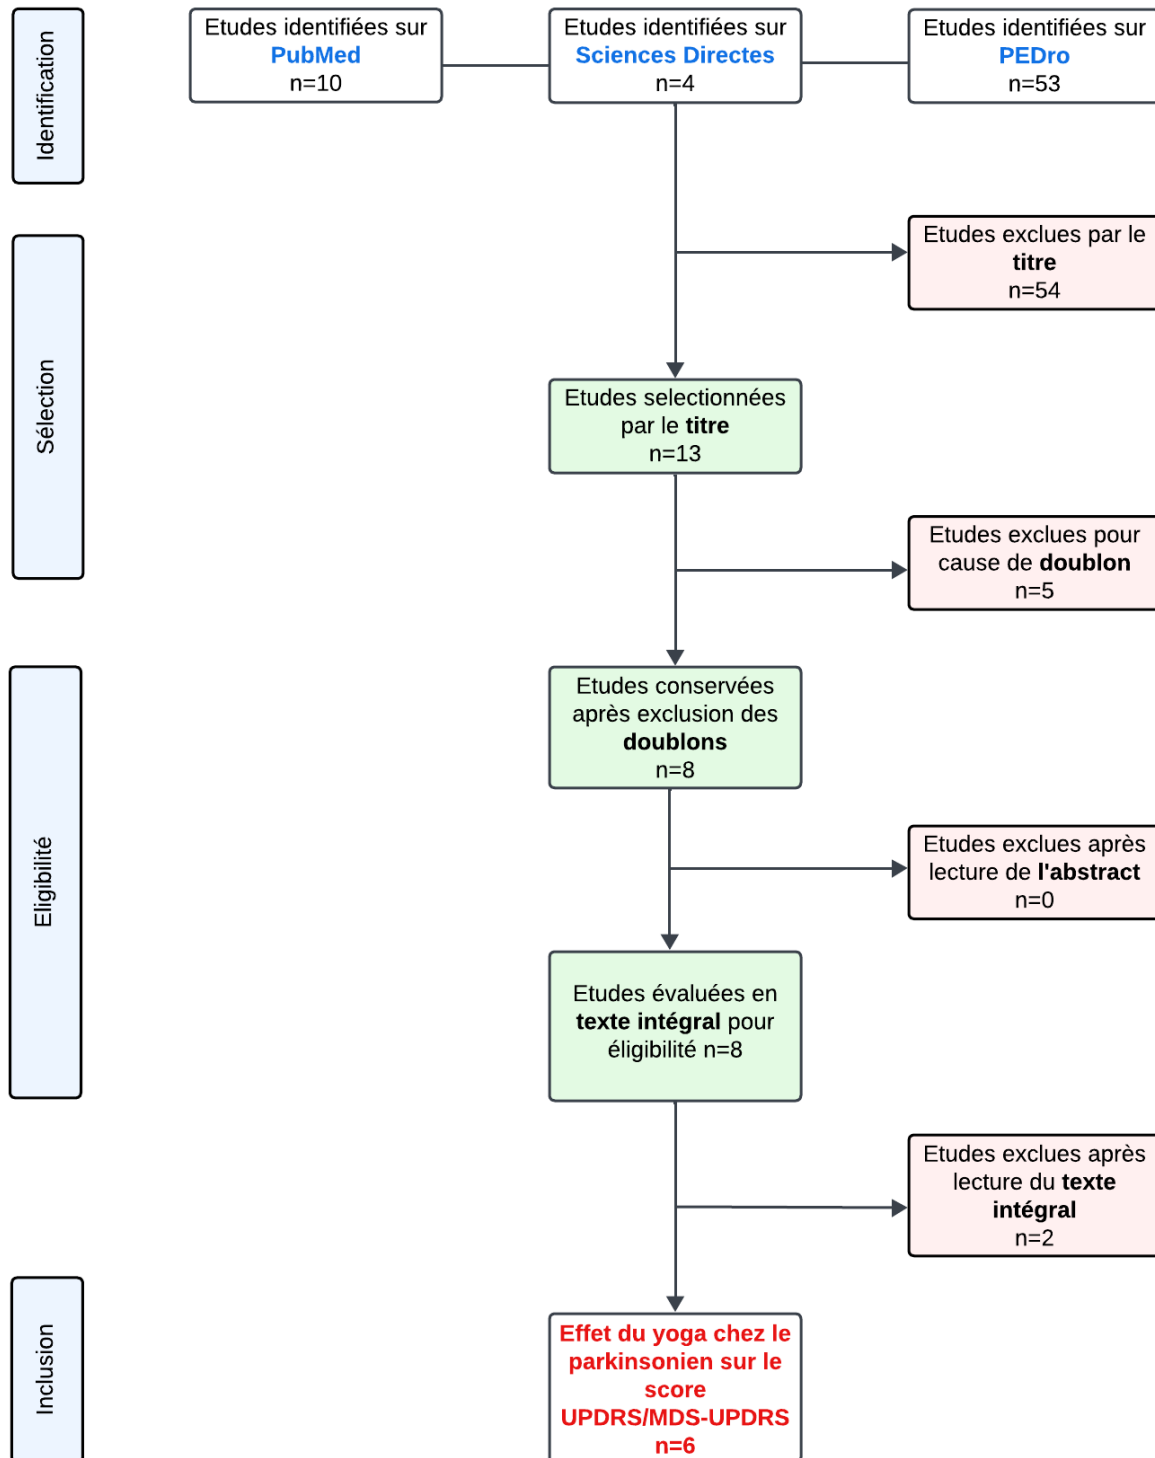 Identification
Etudes identifiées sur
PubMed
n=10
Etudes identifiées sur
Sciences Directes
n=4
Etudes identifiées sur
PEDro
n=53
Sélection
Etudes exclues par le
titre
n=54
Etudes selectionnées
par le titre
n=13
Etudes exclues pour
cause de doublon
n=5
Eligibilité
Etudes conservées
après exclusion des
doublons
n=8
Etudes exclues après
lecture de l'abstract
n=0
Etudes évaluées en
texte intégral pour
éligibilité n=8
Etudes exclues après
lecture du texte
intégral
n=2
Inclusion
Effet du yoga chez le
parkinsonien sur le
score
UPDRS/MDS-UPDRS
n=6